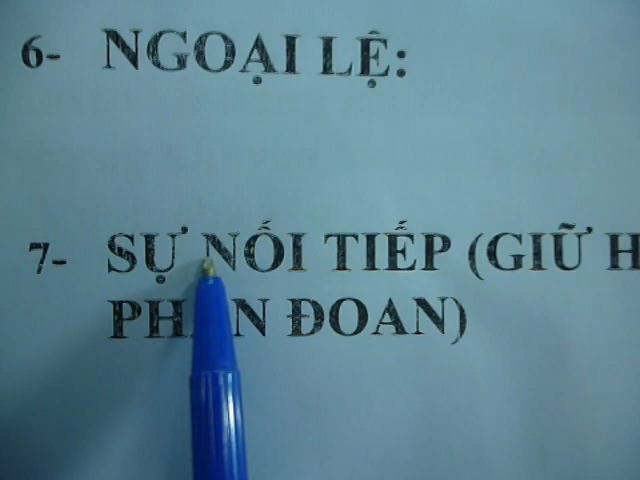 6- NGOẠI LỆ:
7- SỰ NỐI TIẾP (GIỮ
ĐOAN)